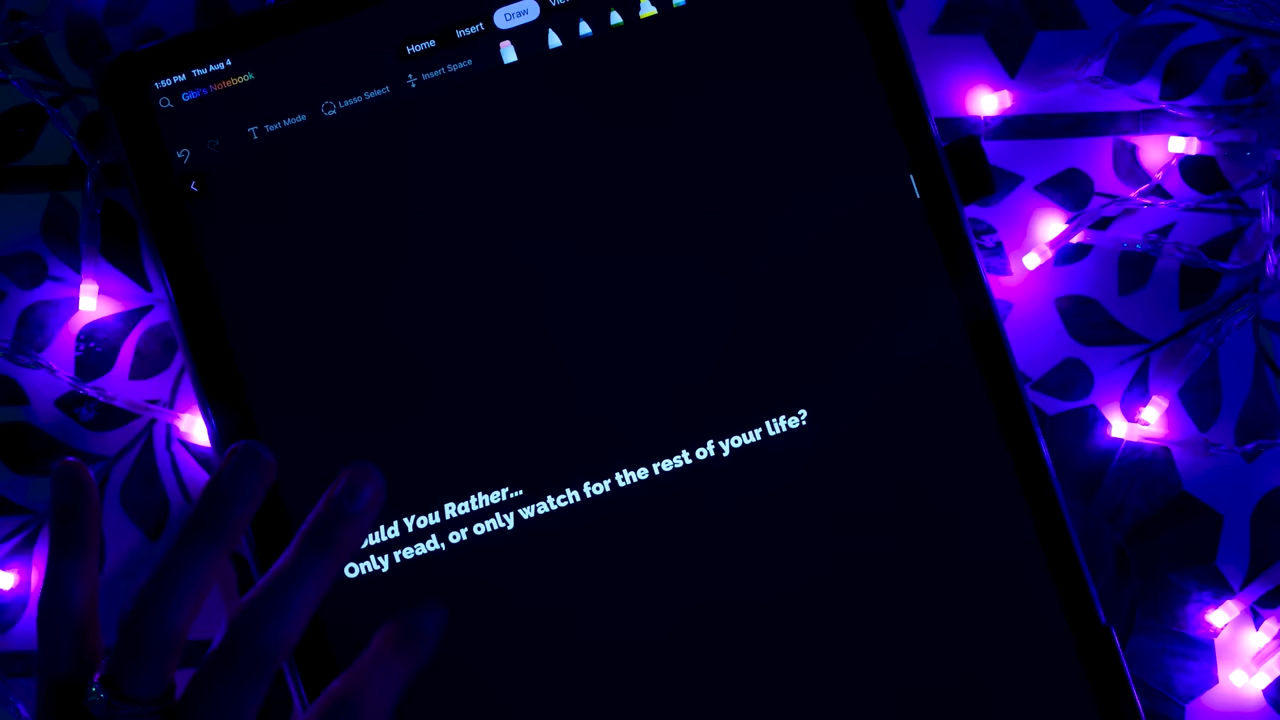 1:50 PM Thu Aug 4
Gibi's Notebook
Home Insert Draw
Text Mode Lasso Select Insert Space
You Rather...
Only read, or only watch for the rest of your life?